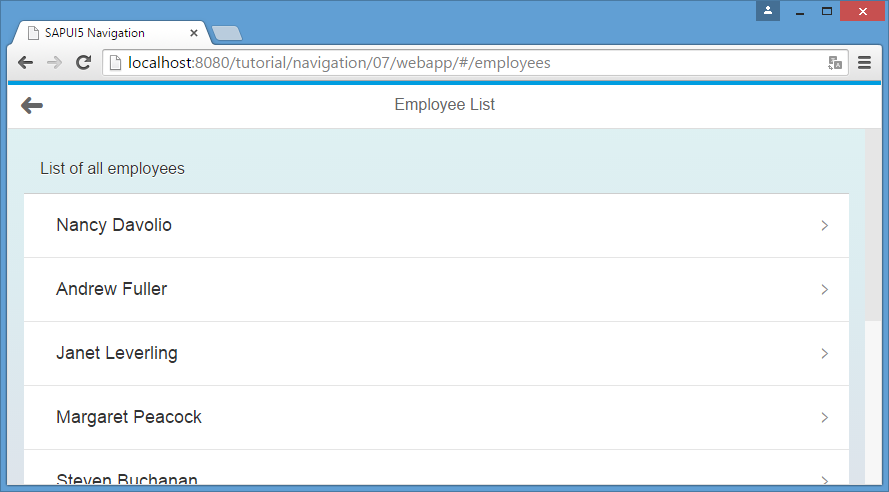 SAPUI5 Navigation
localhost:8080/tutorial/navigation/07/webapp/#/employees
Employee List
List of all employees
Nancy Davolio
Andrew Fuller
Janet Leverling
Margaret Peacock
Steven Buchanan